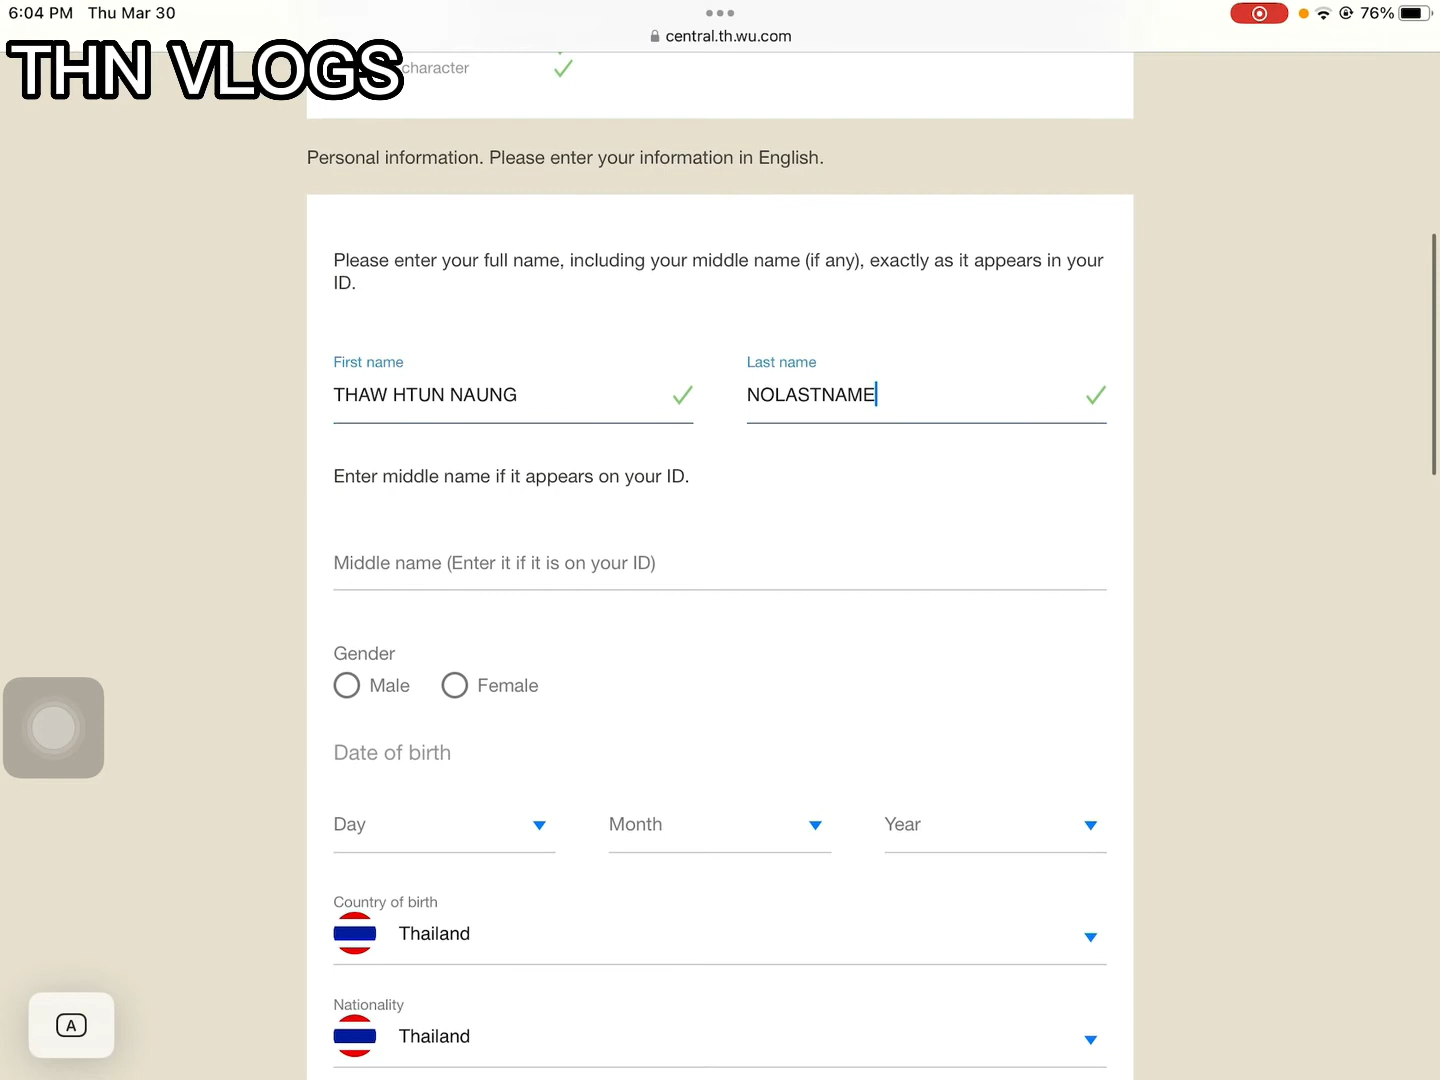 6:04 PM Thu Mar 30
76%
central.th.wu.com
THN VLOGS
character
Personal information. Please enter your information in English.
Please enter your full name, including your middle name (if any), exactly as it appears in your
ID.
First name
Last name
THAW HTUN NAUNG
NOLASTNAME
Enter middle name if it appears on your ID.
Middle name (Enter it if it is on your ID)
Gender
Male
Female
Date of birth
Day
Month
Year
Country of birth
Thailand
Nationality
Thailand
A